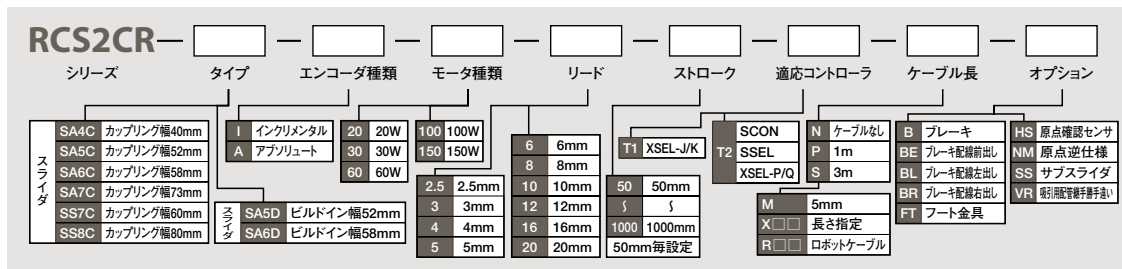 RCS2CR— — — — — — — —
シリーズ タイプ エンコーダ種類 モータ種類 リード ストローク 適応コントローラ ケーブル長 オプション
スライダ
SA4C カップリング幅40mm
SA5C カップリング幅52mm
SA6C カップリング幅58mm
SA7C カップリング幅73mm
SS7C カップリング幅60mm
SS8C カップリング幅80mm
スライダ
SA5D ビルドイン幅52mm
SA6D ビルドイン幅58mm
I インクリメンタル
A アブソリュート
20 20W
30 30W
60 60W
100 100W
150 150W
2.5 2.5mm
3 3mm
4 4mm
5 5mm
6 6mm
8 8mm
10 10mm
12 12mm
16 16mm
20 20mm
50 50mm
〜 〜
1000 1000mm
50mm毎設定
T1 XSEL-J/K
T2
SCON
SSEL
XSEL-P/Q
N ケーブルなし
P 1m
S 3m
M 5mm
X□□ 長さ指定
R□□ ロボットケーブル
B ブレーキ
BE ブレーキ配線前出し
BL ブレーキ配線左出し
BR ブレーキ配線右出し
FT フート金具
HS 原点確認センサ
NM 原点逆仕様
SS サブスライダ
VR 吸引用配管継手勝手違い